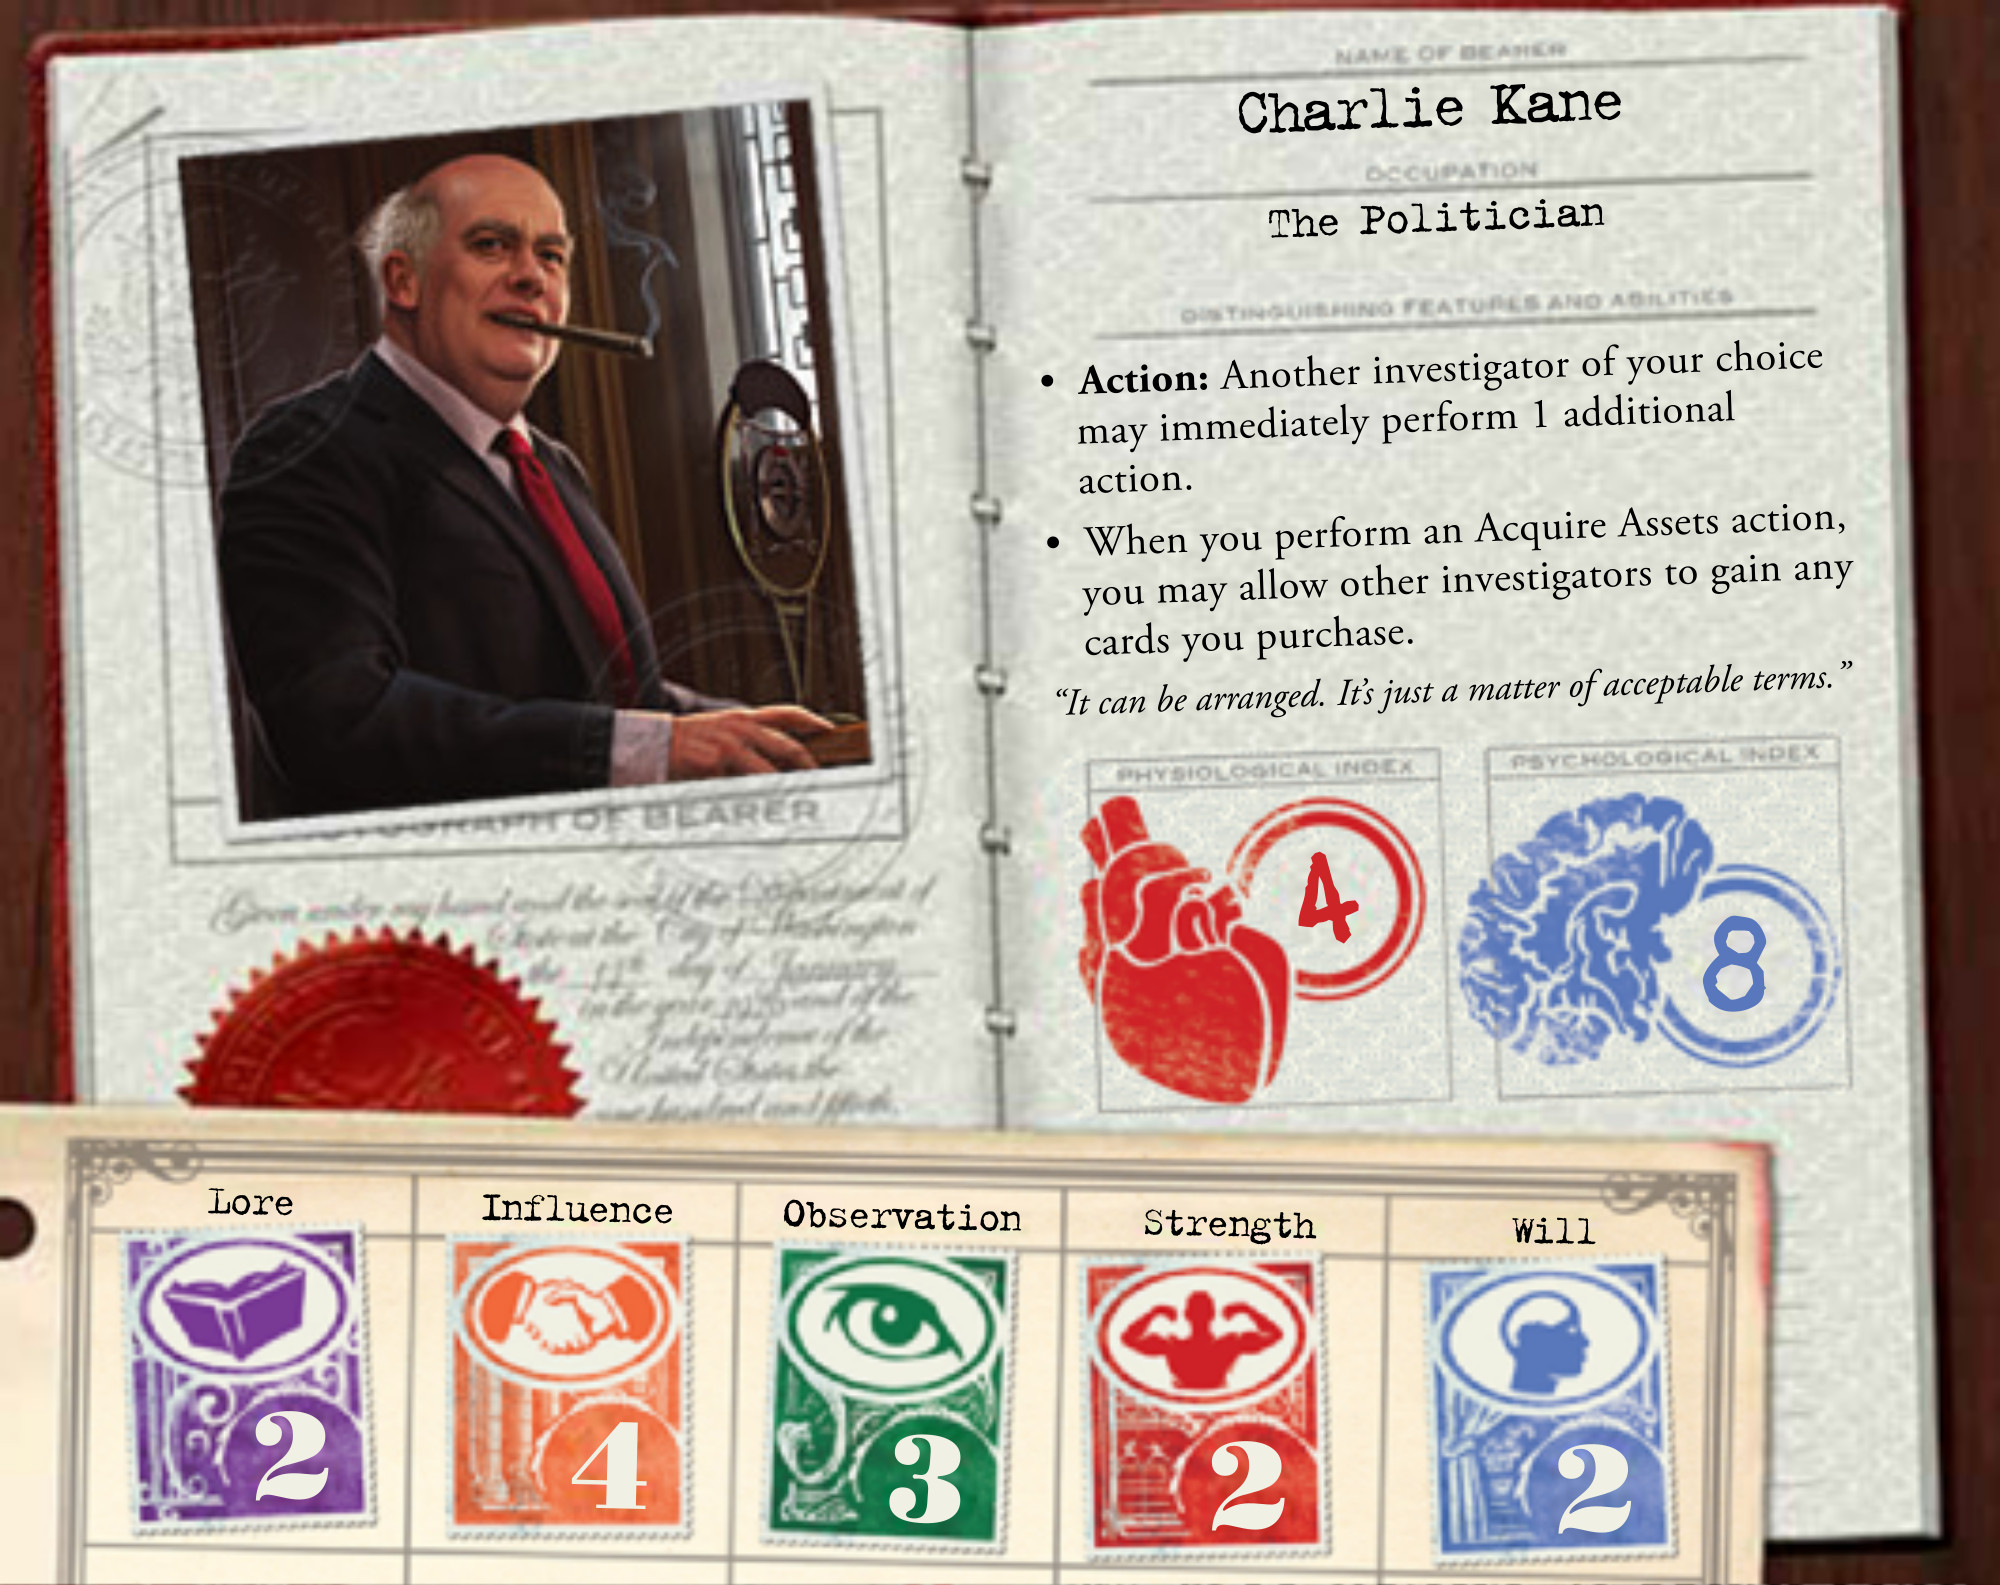 NAME OF BEARER
Charlie Kane
OCCUPATION
The Politician
DISTINGUISHING FEATURES AND ABILITIES
• Action: Another investigator of your choice
may immediately perform 1 additional
action.
• When you perform an Acquire Assets action,
you may allow other investigators to gain any
cards you purchase.
“It can be arranged. It’s just a matter of acceptable terms.”
PHYSIOLOGICAL INDEX
PSYCHOLOGICAL INDEX
4
8
OF BEARER
Given under my hand and the seal of the Department of
State at the City of Washington
the 13th day of January
in the year and of the
Independence of the
United States the
one hundred and fiftieth.
Lore
Influence
Observation
Strength
Will
2
4
3
2
2